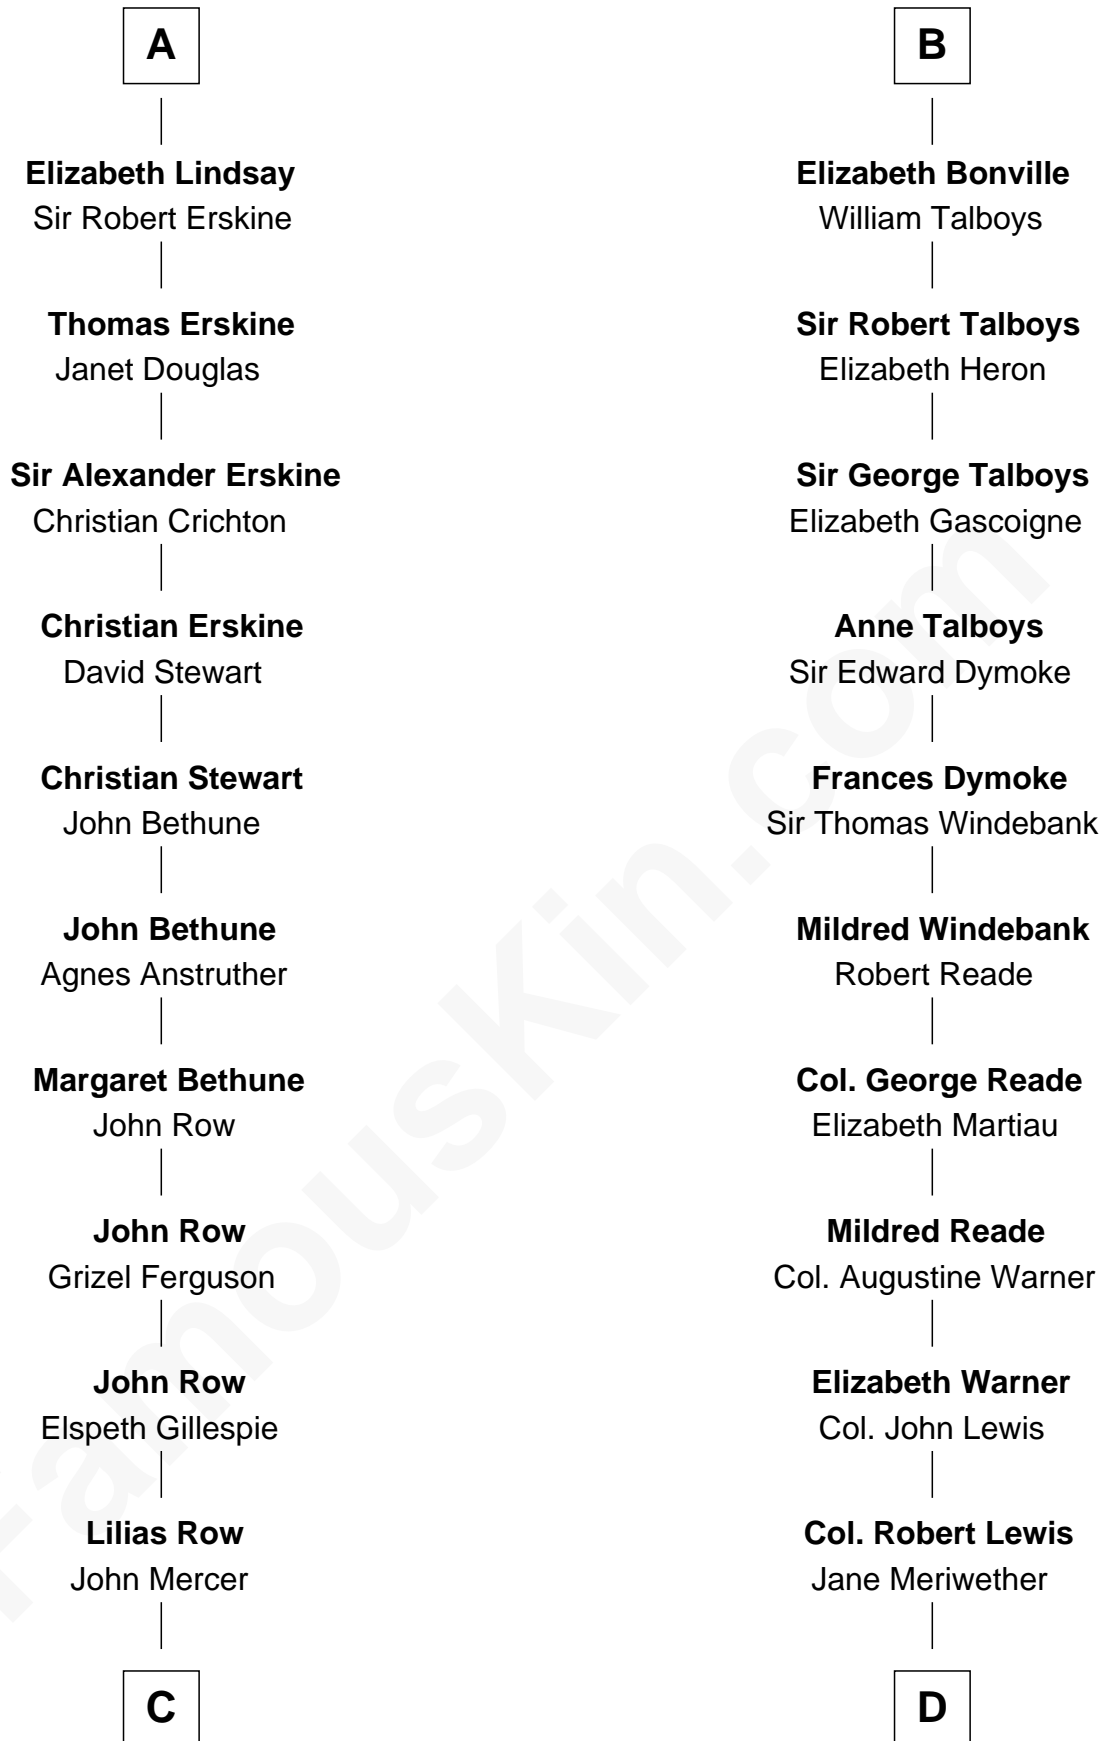 A
Elizabeth Lindsay
Sir Robert Erskine
Thomas Erskine
Janet Douglas
Sir Alexander Erskine
Christian Crichton
Christian Erskine
David Stewart
Christian Stewart
John Bethune
John Bethune
Agnes Anstruther
Margaret Bethune
John Row
John Row
Grizel Ferguson
John Row
Elspeth Gillespie
Lilias Row
John Mercer
C
B
Elizabeth Bonville
William Talboys
Sir Robert Talboys
Elizabeth Heron
Sir George Talboys
Elizabeth Gascoigne
Anne Talboys
Sir Edward Dymoke
Frances Dymoke
Sir Thomas Windebank
Mildred Windebank
Robert Reade
Col. George Reade
Elizabeth Martiau
Mildred Reade
Col. Augustine Warner
Elizabeth Warner
Col. John Lewis
Col. Robert Lewis
Jane Meriwether
D
FamousKin.com